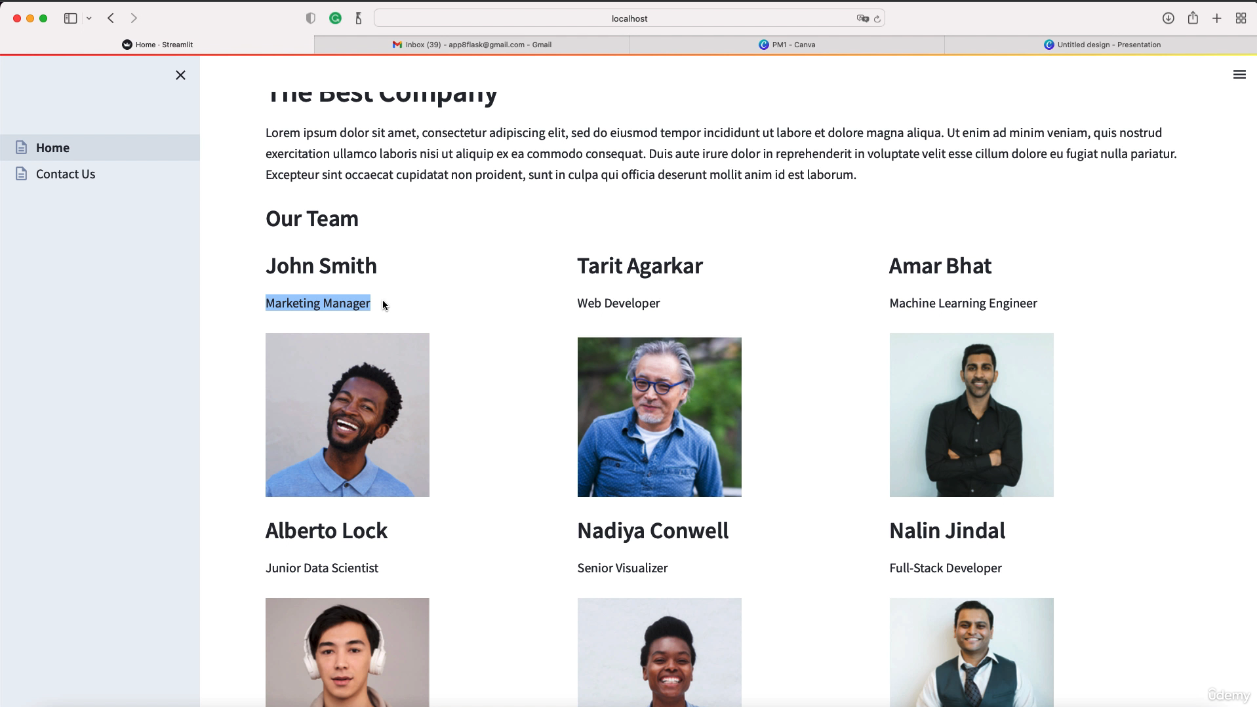 localhost
Home · Streamlit
Inbox (39) - app8flask@gmail.com - Gmail
PM1 - Canva
Untitled design - Presentation
Home
Contact Us
The Best Company
Lorem ipsum dolor sit amet, consectetur adipiscing elit, sed do eiusmod tempor incididunt ut labore et dolore magna aliqua. Ut enim ad minim veniam, quis nostrud
exercitation ullamco laboris nisi ut aliquip ex ea commodo consequat. Duis aute irure dolor in reprehenderit in voluptate velit esse cillum dolore eu fugiat nulla pariatur.
Excepteur sint occaecat cupidatat non proident, sunt in culpa qui officia deserunt mollit anim id est laborum.
Our Team
John Smith
Tarit Agarkar
Amar Bhat
Marketing Manager
Web Developer
Machine Learning Engineer
Alberto Lock
Nadiya Conwell
Nalin Jindal
Junior Data Scientist
Senior Visualizer
Full-Stack Developer
Udemy